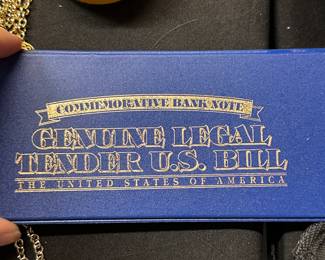 COMMEMORATIVE BANK NOTE
GENUINE LEGAL
TENDER U.S. BILL
THE UNITED STATES OF AMERICA